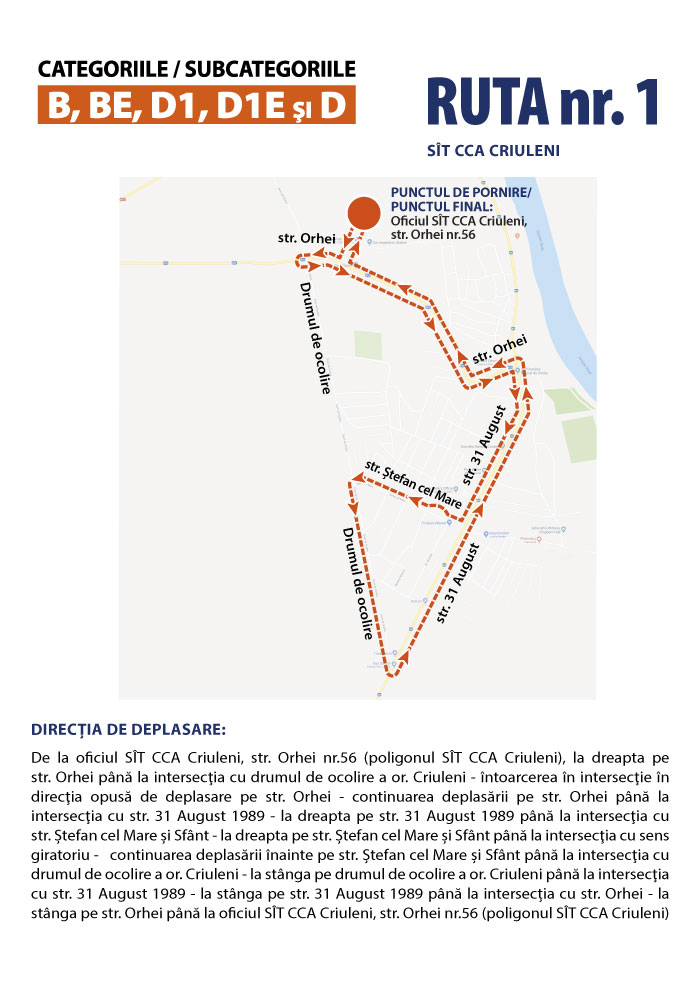 CATEGORIILE / SUBCATEGORIILE
B, BE, D1, D1E și D
RUTA nr. 1
SÎT CCA CRIULENI
PUNCTUL DE PORNIRE/
PUNCTUL FINAL:
Oficiul SÎT CCA Criuleni,
str. Orhei nr.56
str. Orhei
Drumul de ocolire
str. Orhei
str. 31 August
str. Ștefan cel Mare
Drumul de ocolire
str. 31 August
DIRECȚIA DE DEPLASARE:
De la oficiul SÎT CCA Criuleni, str. Orhei nr.56 (poligonul SÎT CCA Criuleni), la dreapta pe
str. Orhei până la intersecţia cu drumul de ocolire a or. Criuleni - întoarcerea în intersecţie în
direcţia opusă de deplasare pe str. Orhei - continuarea deplasării pe str. Orhei până la
intersecţia cu str. 31 August 1989 - la dreapta pe str. 31 August 1989 până la intersecţia cu
str. Ștefan cel Mare și Sfânt - la dreapta pe str. Ștefan cel Mare și Sfânt până la intersecţia cu sens
giratoriu - continuarea deplasării înainte pe str. Ștefan cel Mare și Sfânt până la intersecţia cu
drumul de ocolire a or. Criuleni - la stânga pe drumul de ocolire a or. Criuleni până la intersecţia
cu str. 31 August 1989 - la stânga pe str. 31 August 1989 până la intersecţia cu str. Orhei - la
stânga pe str. Orhei până la oficiul SÎT CCA Criuleni, str. Orhei nr.56 (poligonul SÎT CCA Criuleni)